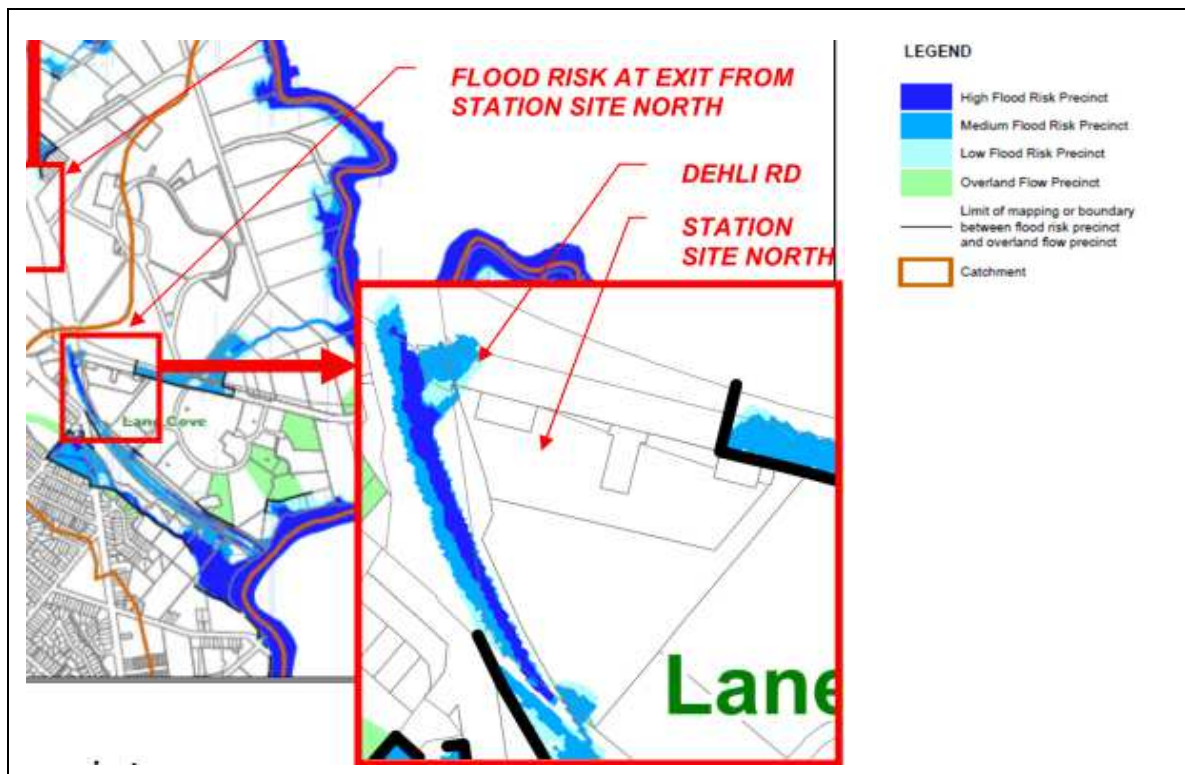 FLOOD RISK AT EXIT FROM
STATION SITE NORTH
DEHLI RD
STATION
SITE NORTH
Lane Cove
Lane
LEGEND
High Flood Risk Precinct
Medium Flood Risk Precinct
Low Flood Risk Precinct
Overland Flow Precinct
Limit of mapping or boundary
between flood risk precinct
and overland flow precinct
Catchment